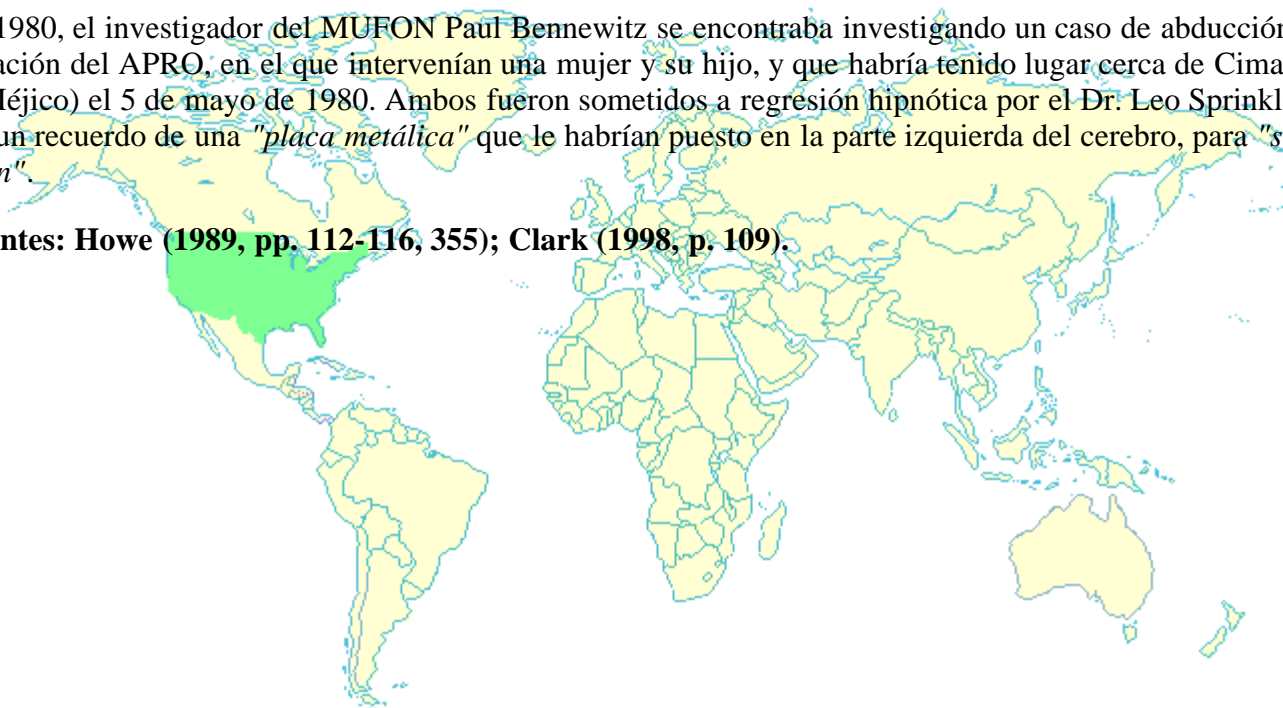 1980, el investigador del MUFON Paul Bennewitz se encontraba investigando un caso de abducción
ación del APRO, en el que intervenían una mujer y su hijo, y que habría tenido lugar cerca de Cima
Méjico) el 5 de mayo de 1980. Ambos fueron sometidos a regresión hipnótica por el Dr. Leo Sprinkl
un recuerdo de una "placa metálica" que le habrían puesto en la parte izquierda del cerebro, para "s
n".
ntes: Howe (1989, pp. 112-116, 355); Clark (1998, p. 109).